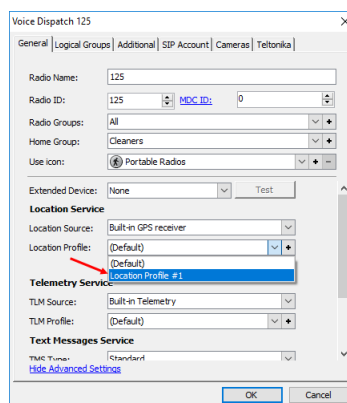 Voice Dispatch 125
General Logical Groups Additional SIP Account Cameras Teltonika
Radio Name: 125
Radio ID: 125 MDC ID: 0
Radio Groups: All
Home Group: Cleaners
Use icon: Portable Radios
Extended Device: None Test
Location Service
Location Source: Built-in GPS receiver
Location Profile: (Default)
(Default)
Location Profile #1
Telemetry Service
TLM Source: Built-in Telemetry
TLM Profile: (Default)
Text Messages Service
TMS Type: Standard
Hide Advanced Settings
OK Cancel